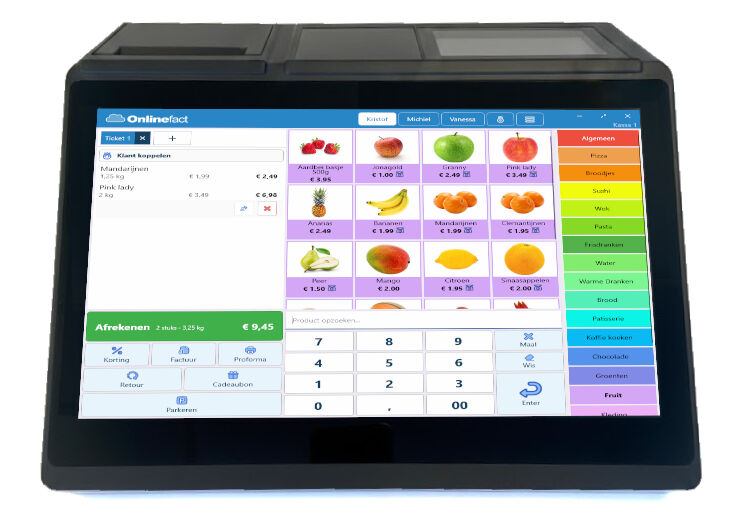 Onlinefact
Kristof Michiel Vanessa
Kassa 1
Ticket 1 × +
Klant koppelen
Mandarijnen
1,25 kg € 1,99 € 2,49
Pink lady
2 kg € 3,49 € 6,98
Aardbei basje
500g
€ 3.95
Jonagold
€ 1.00
Granny
€ 2.49
Pink lady
€ 3.49
Ananas
€ 2.49
Bananen
€ 1.99
Mandarijnen
€ 1.99
Clemantijnen
€ 1.95
Peer
€ 1.50
Mango
€ 2.00
Citroen
€ 1.95
Sinaasappelen
€ 2.00
Algemeen
Pizza
Broodjes
Sushi
Wok
Pasta
Frisdranken
Water
Warme Dranken
Brood
Patisserie
Koffie koeken
Chocolade
Groenten
Fruit
Kleding
Afrekenen 2 stuks - 3,25 kg € 9,45
Korting Factuur Proforma
Retour Cadeaubon
Parkeren
Product opzoeken...
7 8 9 Maal
4 5 6 Wis
1 2 3 Enter
0 , 00